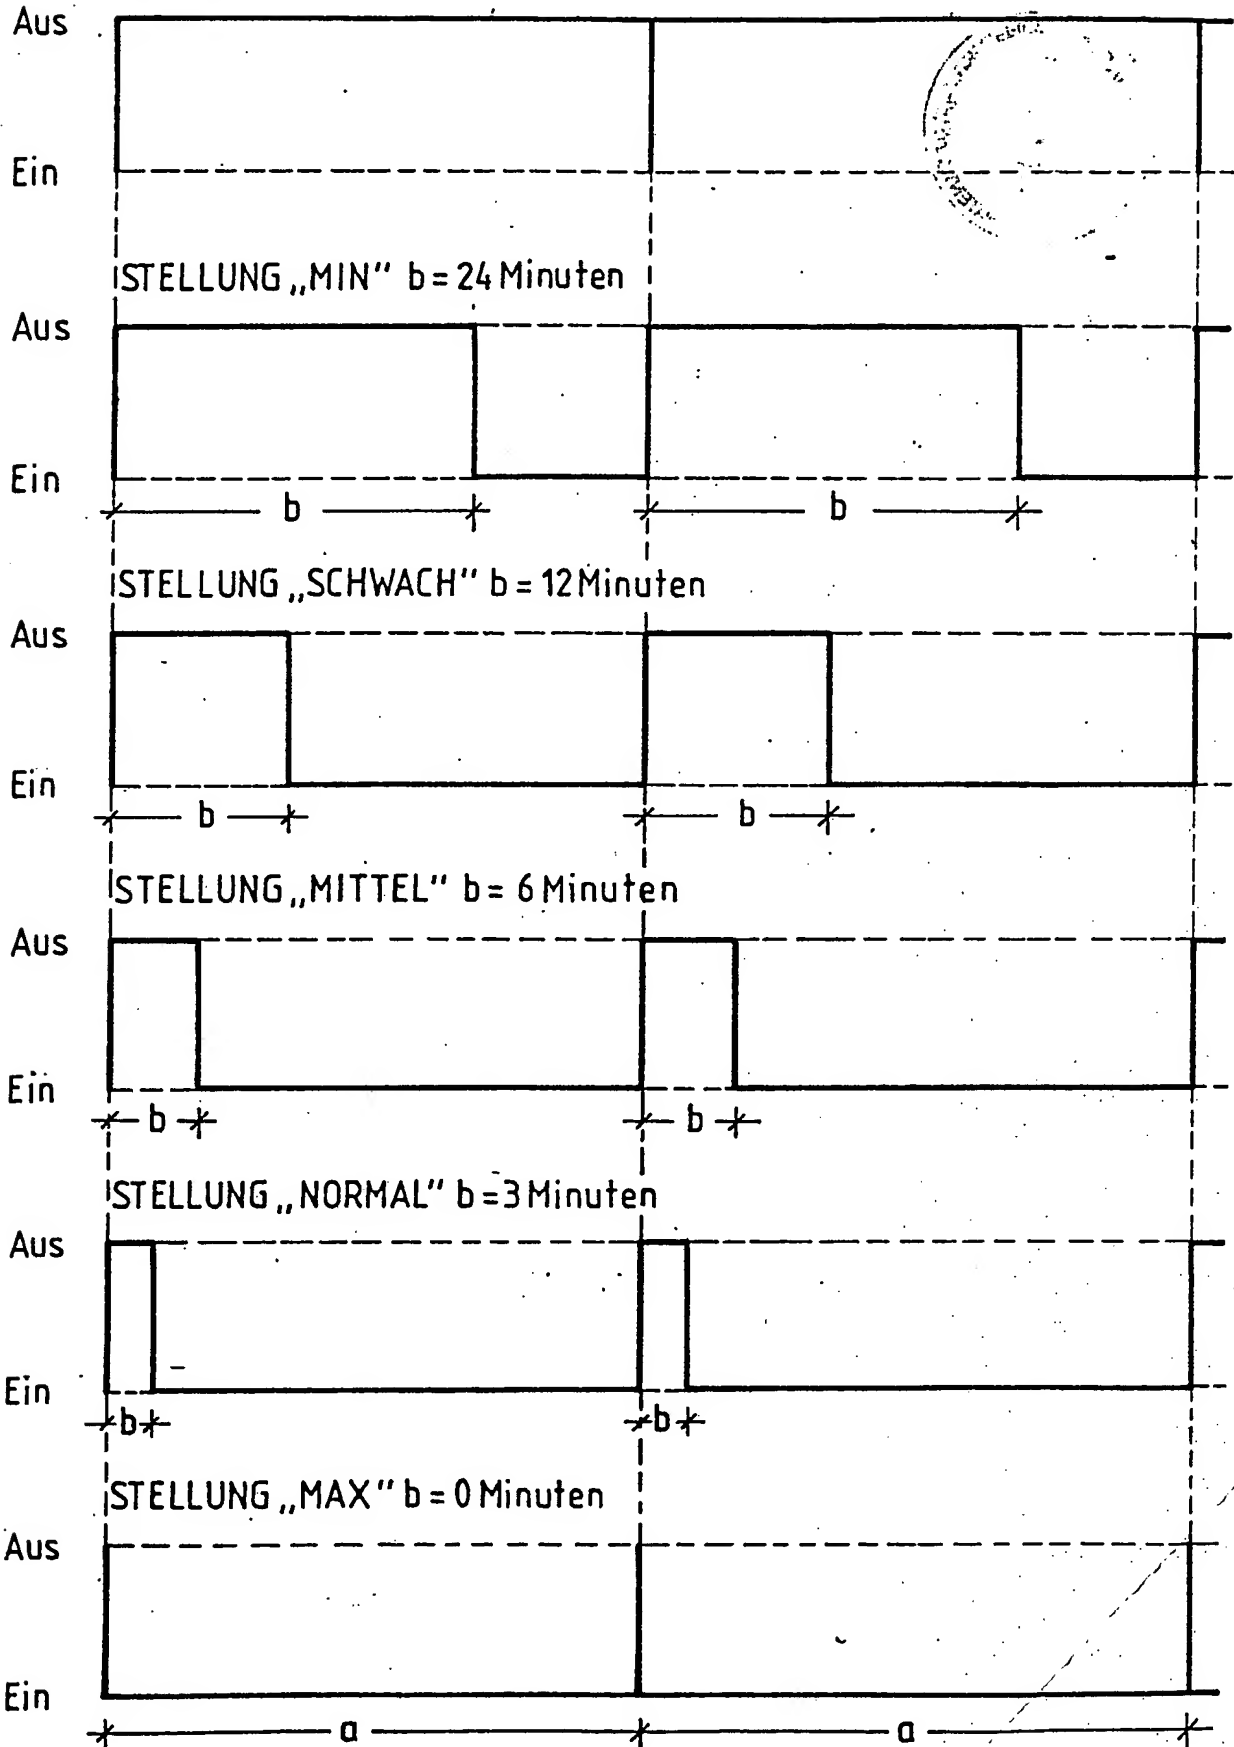 Aus
Ein
STELLUNG „MIN“ b = 24 Minuten
Aus
Ein
b b
STELLUNG „SCHWACH“ b = 12 Minuten
Aus
Ein
b b
STELLUNG „MITTEL“ b = 6 Minuten
Aus
Ein
b b
STELLUNG „NORMAL“ b = 3 Minuten
Aus
Ein
b b
STELLUNG „MAX“ b = 0 Minuten
Aus
Ein
a a